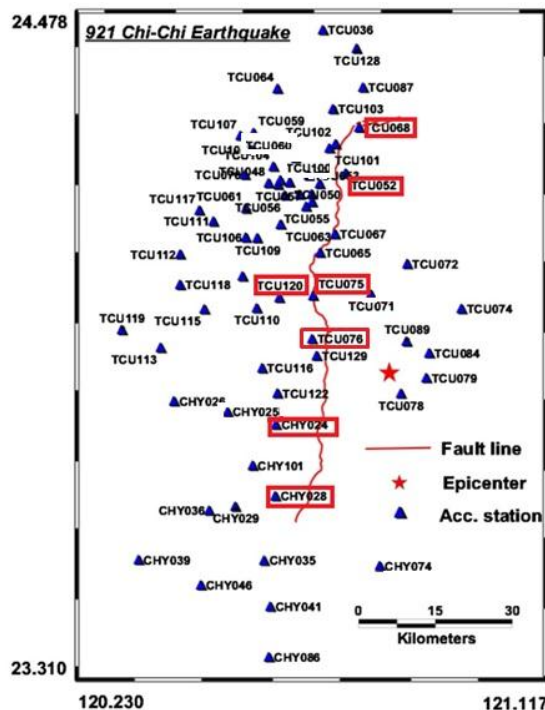 24.478
921 Chi-Chi Earthquake
TCU036
TCU128
TCU064
TCU087
TCU103
TCU059
TCU107
TCU102
CU068
TCU101
TCU052
TCU048
TCU117
TCU061
TCU050
TCU056
TCU111
TCU055
TCU106
TCU063
TCU067
TCU109
TCU065
TCU112
TCU072
TCU118
TCU120
TCU075
TCU071
TCU074
TCU119
TCU115
TCU110
TCU076
TCU089
TCU113
TCU129
TCU084
TCU116
TCU079
TCU122
TCU078
CHY026
CHY025
CHY024
Fault line
CHY101
Epicenter
CHY028
CHY036
CHY029
Acc. station
CHY039
CHY035
CHY074
CHY046
CHY041
0 15 30
Kilometers
CHY086
23.310
120.230
121.117